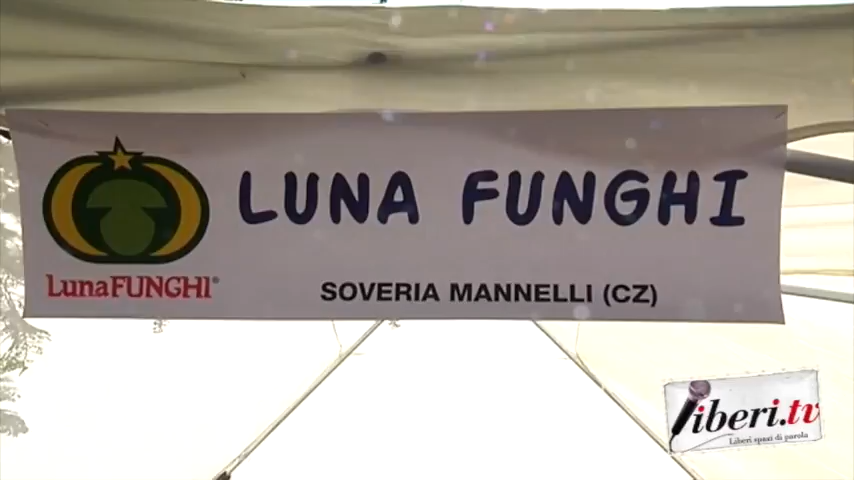 LUNA FUNGHI
LunaFUNGHI®
SOVERIA MANNELLI (CZ)
liberi.tv
Liberi spazi di parola